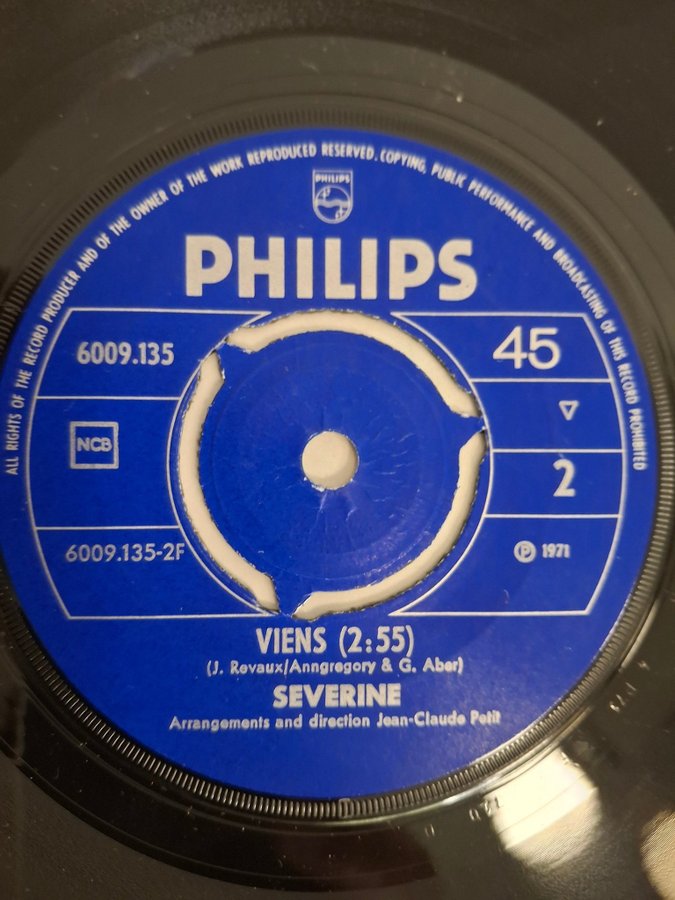 ALL RIGHTS OF THE RECORD PRODUCER AND OF THE OWNER OF THE WORK REPRODUCED RESERVED. COPYING, PUBLIC PERFORMANCE AND BROADCASTING OF THIS RECORD PROHIBITED
PHILIPS
PHILIPS
6009.135
45
NCB
2
6009.135-2F
Ⓟ 1971
VIENS (2:55)
(J. Revaux/Anngregory & G. Aber)
SEVERINE
Arrangements and direction Jean-Claude Petit